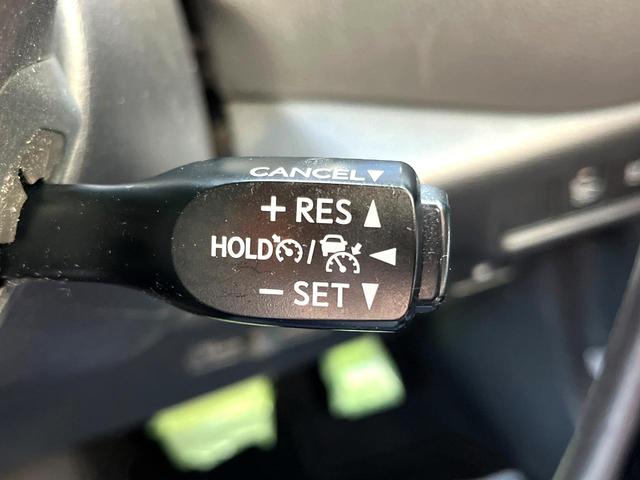 CANCEL▼
+ RES ▲
HOLD / ◀
− SET ▼